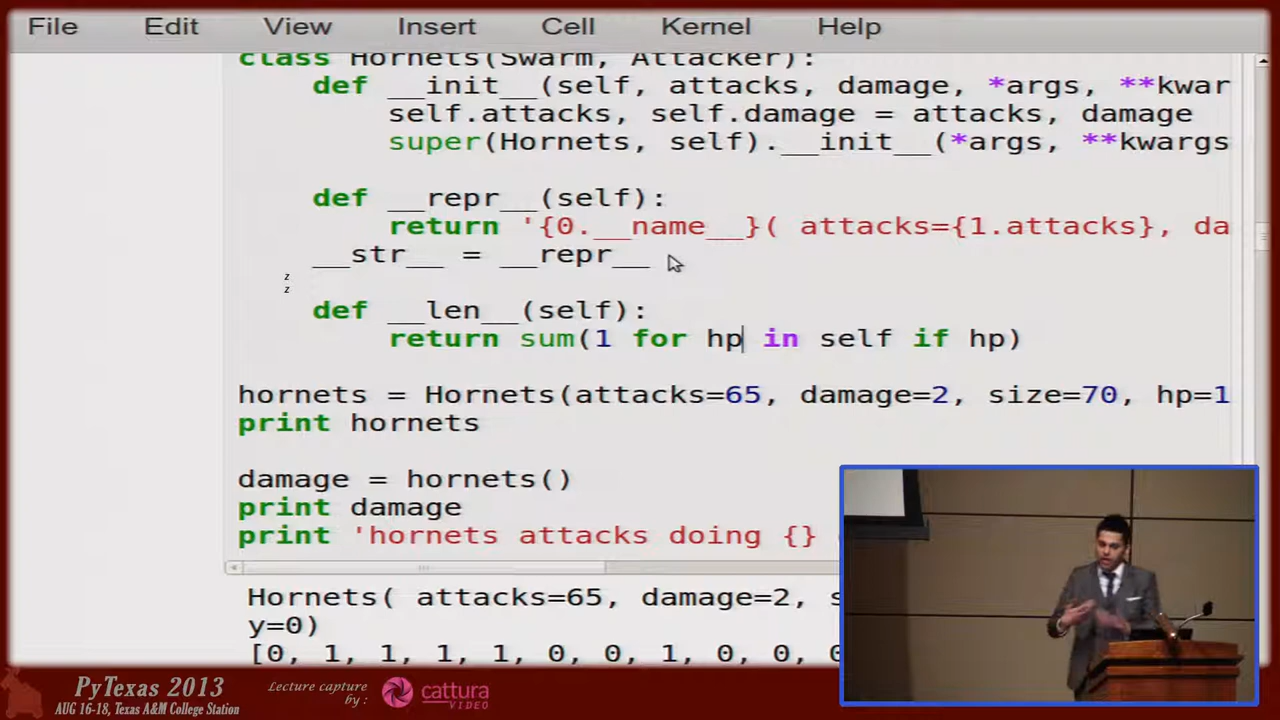 File Edit View Insert Cell Kernel Help
class Hornets(Swarm, Attacker):
def __init__(self, attacks, damage, *args, **kwar
self.attacks, self.damage = attacks, damage
super(Hornets, self).__init__(*args, **kwargs
def __repr__(self):
return '{0.__name__}( attacks={1.attacks}, da
__str__ = __repr__
z
z
def __len__(self):
return sum(1 for hp in self if hp)
hornets = Hornets(attacks=65, damage=2, size=70, hp=1
print hornets
damage = hornets()
print damage
print 'hornets attacks doing {}
Hornets( attacks=65, damage=2, s
y=0)
[0, 1, 1, 1, 1, 0, 0, 1, 0, 0, 0
PyTexas 2013
AUG 16-18, Texas A&M College Station
Lecture capture
by :
cattura
VIDEO